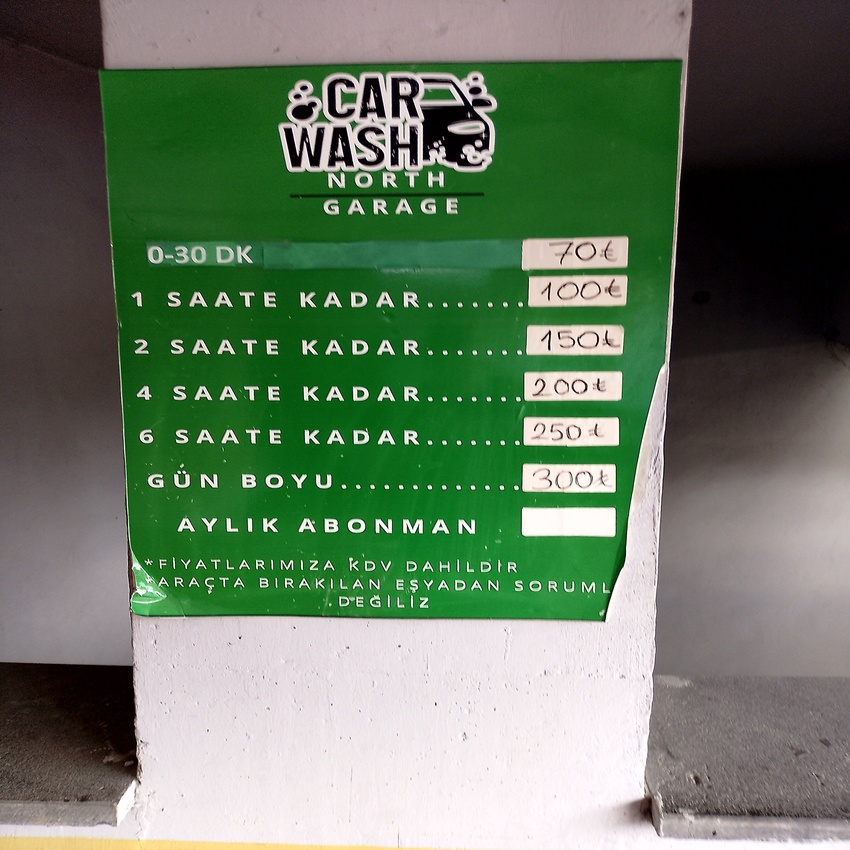 CAR
WASH
NORTH
GARAGE
0-30 DK 70₺
1 SAATE KADAR....... 100₺
2 SAATE KADAR....... 150₺
4 SAATE KADAR....... 200₺
6 SAATE KADAR....... 250₺
GÜN BOYU.............. 300₺
AYLIK ABONMAN
*FİYATLARIMIZA KDV DAHİLDİR
*ARAÇTA BIRAKILAN EŞYADAN SORUML
DEĞİLİZ